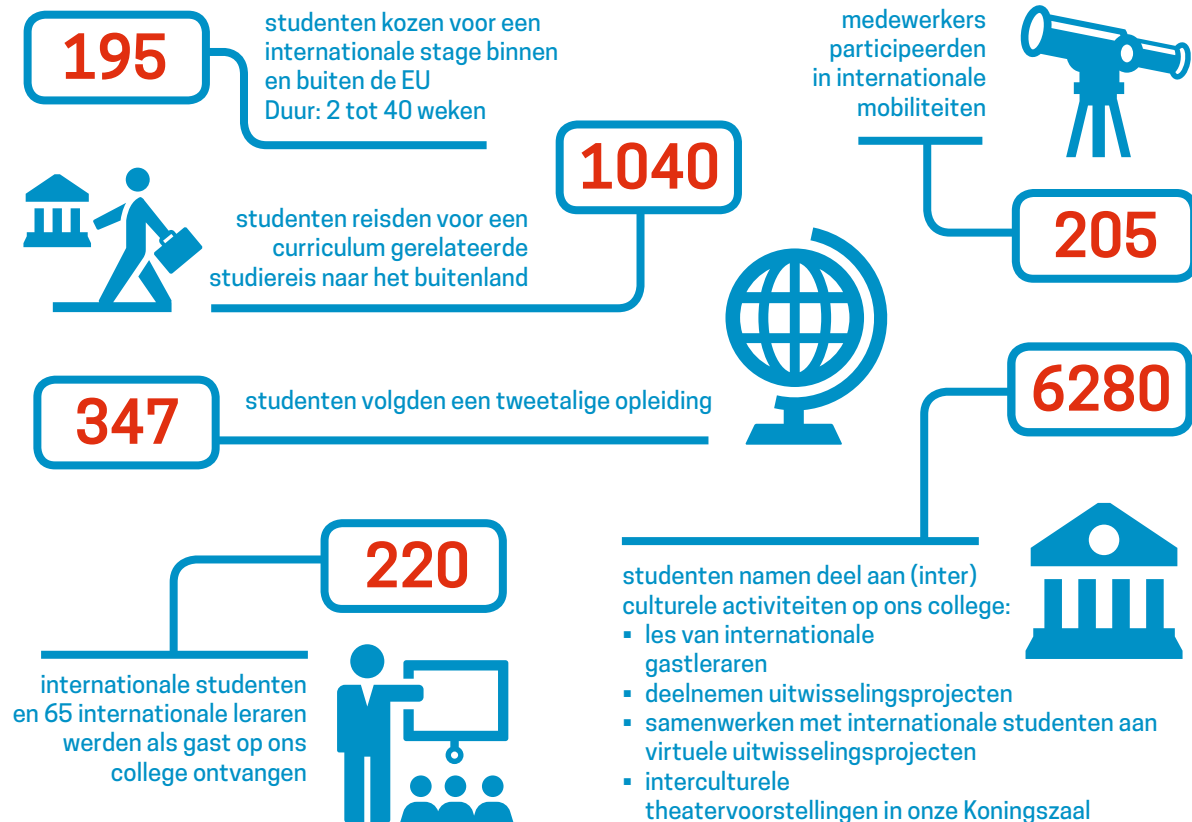 195
studenten kozen voor een
internationale stage binnen
en buiten de EU
Duur: 2 tot 40 weken
medewerkers
participeerden
in internationale
mobiliteiten
205
1040
studenten reisden voor een
curriculum gerelateerde
studiereis naar het buitenland
347
studenten volgden een tweetalige opleiding
6280
studenten namen deel aan (inter)
culturele activiteiten op ons college:
▪ les van internationale
gastleraren
▪ deelnemen uitwisselingsprojecten
▪ samenwerken met internationale studenten aan
virtuele uitwisselingsprojecten
▪ interculturele
theatervoorstellingen in onze Koningszaal
220
internationale studenten
en 65 internationale leraren
werden als gast op ons
college ontvangen